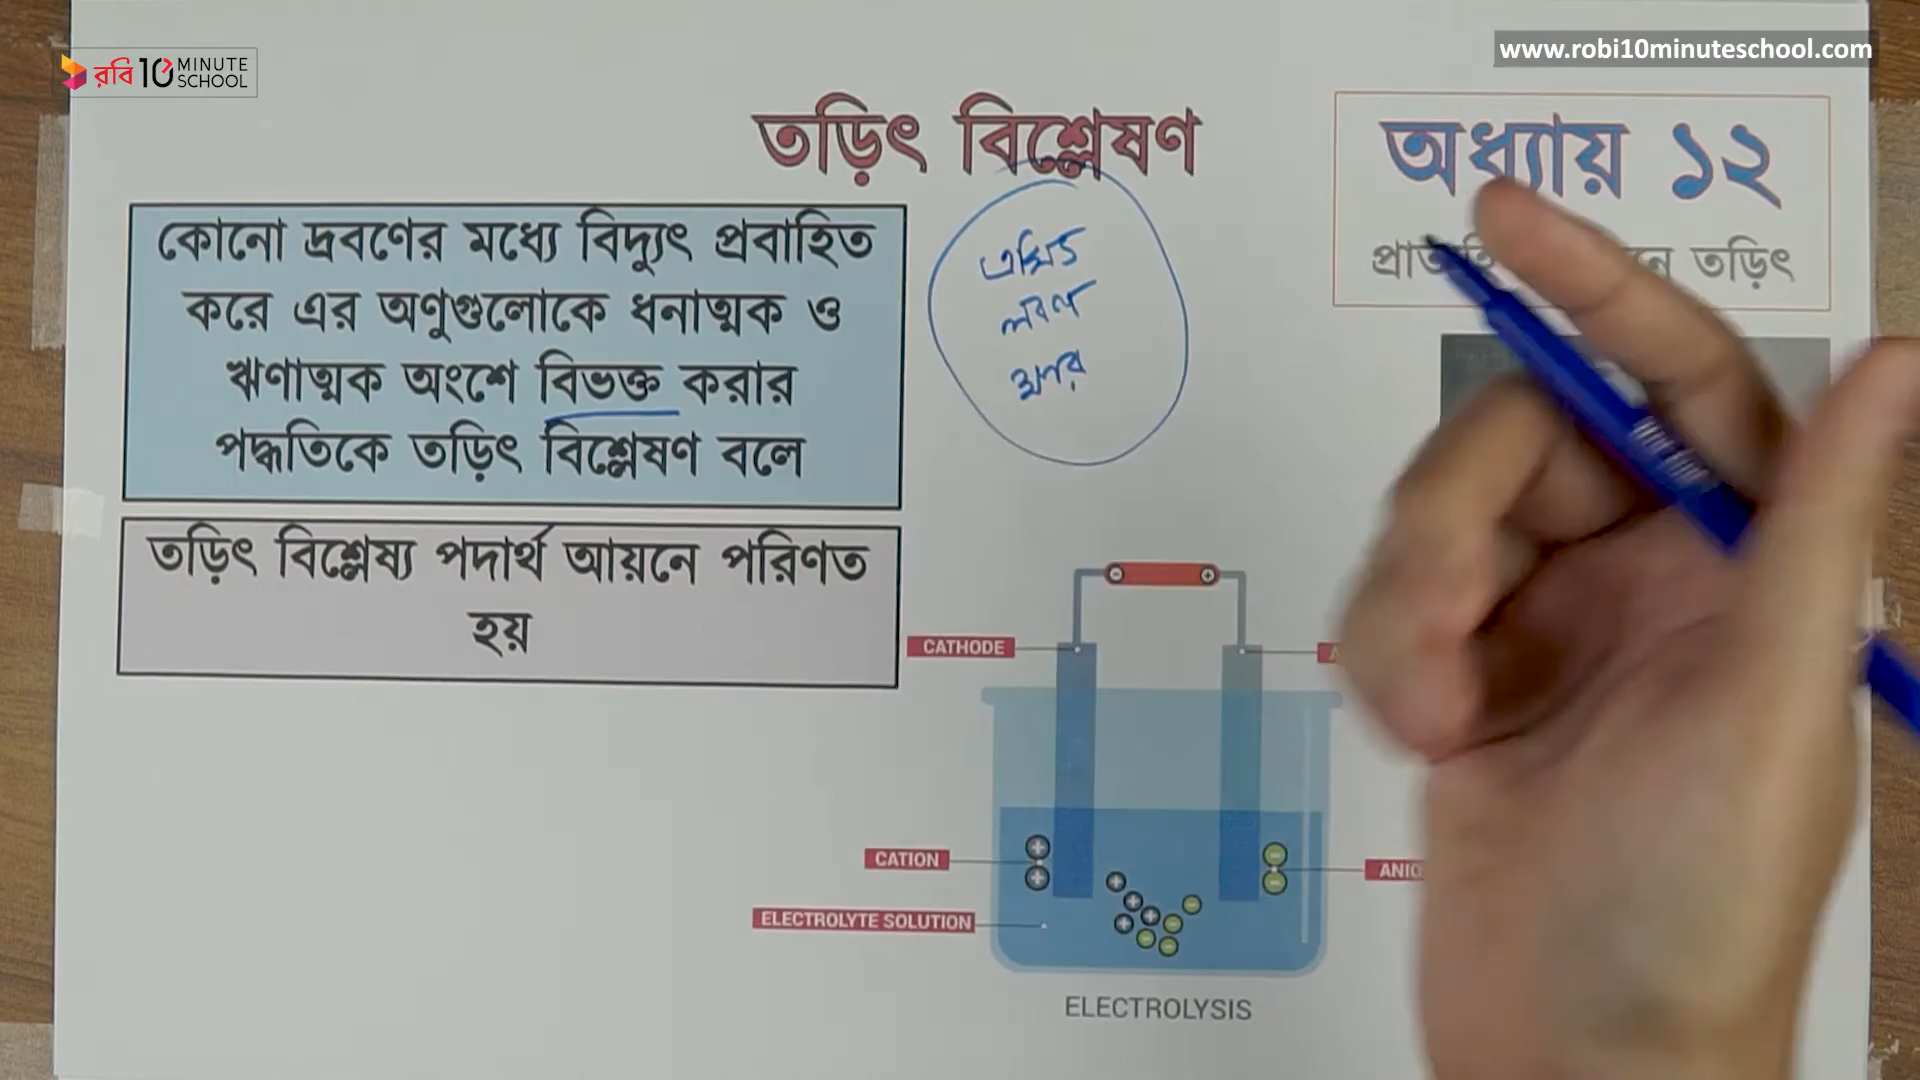 রবি 10 MINUTE SCHOOL
www.robi10minuteschool.com
তড়িৎ বিশ্লেষণ
অধ্যায় ১২
তড়িৎ
কোনো দ্রবণের মধ্যে বিদ্যুৎ প্রবাহিত
করে এর অণুগুলোকে ধনাত্মক ও
ঋণাত্মক অংশে বিভক্ত করার
পদ্ধতিকে তড়িৎ বিশ্লেষণ বলে
লবণ
তড়িৎ বিশ্লেষ্য পদার্থ আয়নে পরিণত
হয়
CATHODE
CATION
ELECTROLYTE SOLUTION
ELECTROLYSIS